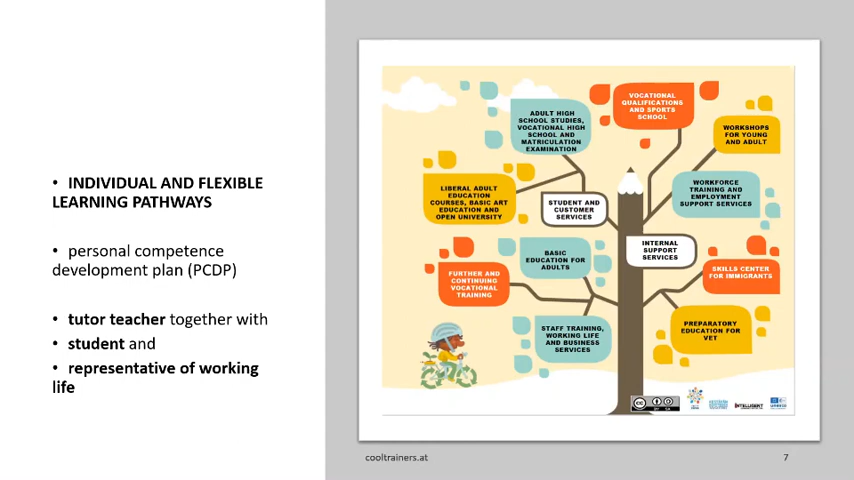 • INDIVIDUAL AND FLEXIBLE
LEARNING PATHWAYS
• personal competence
development plan (PCDP)
• tutor teacher together with
• student and
• representative of working
life
ADULT HIGH
SCHOOL STUDIES,
VOCATIONAL HIGH
SCHOOL AND
MATRICULATION
EXAMINATION
VOCATIONAL
QUALIFICATIONS
AND SPORTS
SCHOOL
WORKSHOPS
FOR YOUNG
AND ADULT
LIBERAL ADULT
EDUCATION
COURSES, BASIC ART
EDUCATION AND
OPEN UNIVERSITY
STUDENT AND
CUSTOMER
SERVICES
WORKFORCE
TRAINING AND
EMPLOYMENT
SUPPORT SERVICES
INTERNAL
SUPPORT
SERVICES
BASIC
EDUCATION FOR
ADULTS
FURTHER AND
CONTINUING
VOCATIONAL
TRAINING
SKILLS CENTER
FOR IMMIGRANTS
STAFF TRAINING,
WORKING LIFE
AND BUSINESS
SERVICES
PREPARATORY
EDUCATION FOR
VET
cc
BY SA
INTELLIGENT
cooltrainers.at
7